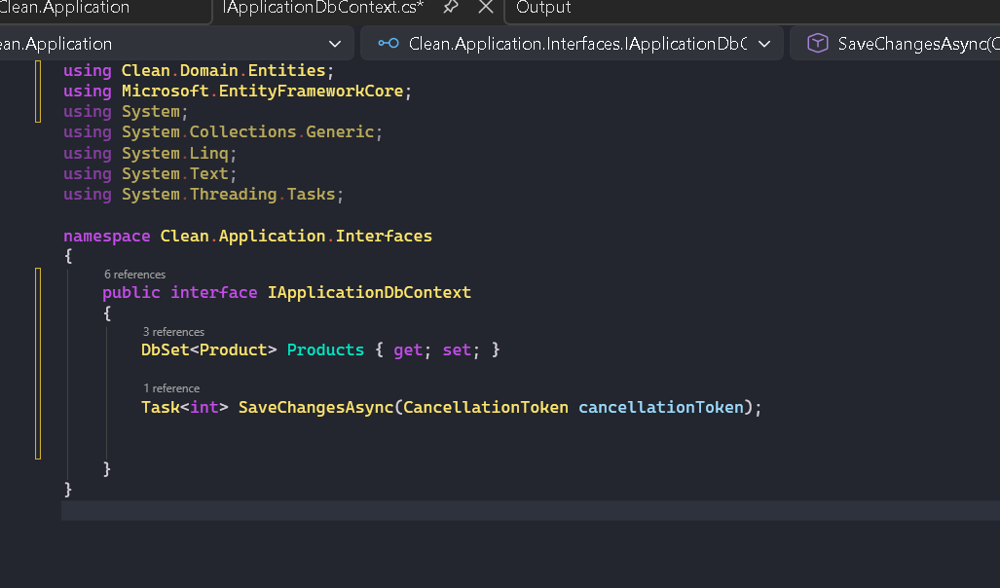 Clean.Application
IApplicationDbContext.cs*
Output
ean.Application
Clean.Application.Interfaces.IApplicationDbC
SaveChangesAsync(C
using Clean.Domain.Entities;
using Microsoft.EntityFrameworkCore;
using System;
using System.Collections.Generic;
using System.Linq;
using System.Text;
using System.Threading.Tasks;
namespace Clean.Application.Interfaces
{
6 references
public interface IApplicationDbContext
{
3 references
DbSet<Product> Products { get; set; }
1 reference
Task<int> SaveChangesAsync(CancellationToken cancellationToken);
}
}